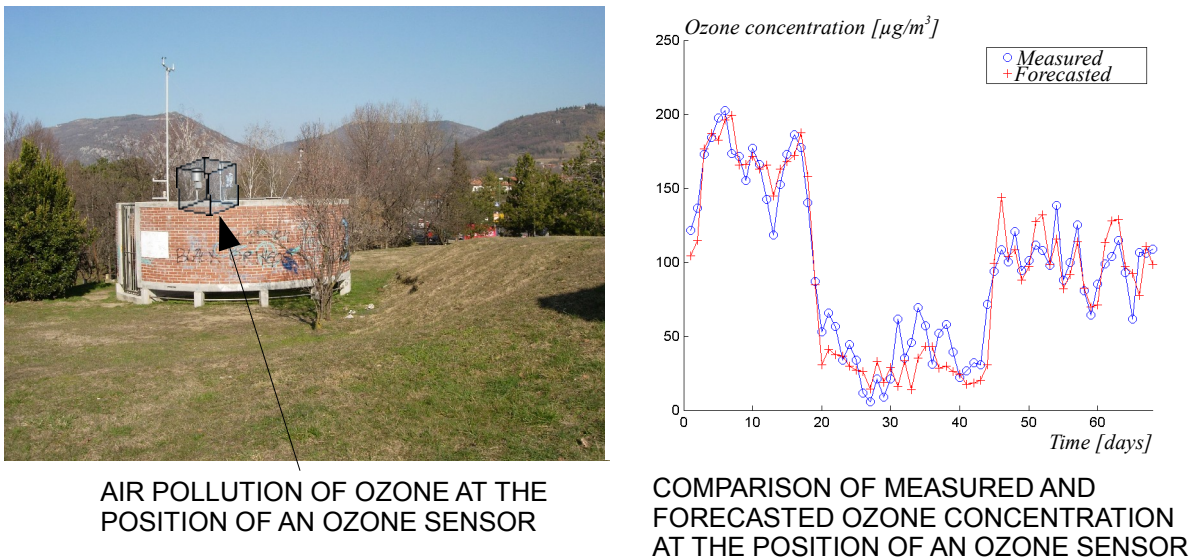 Ozone concentration [µg/m³]
250
200
150
100
50
0
Measured
Forecasted
0 10 20 30 40 50 60
Time [days]
AIR POLLUTION OF OZONE AT THE
POSITION OF AN OZONE SENSOR
COMPARISON OF MEASURED AND
FORECASTED OZONE CONCENTRATION
AT THE POSITION OF AN OZONE SENSOR